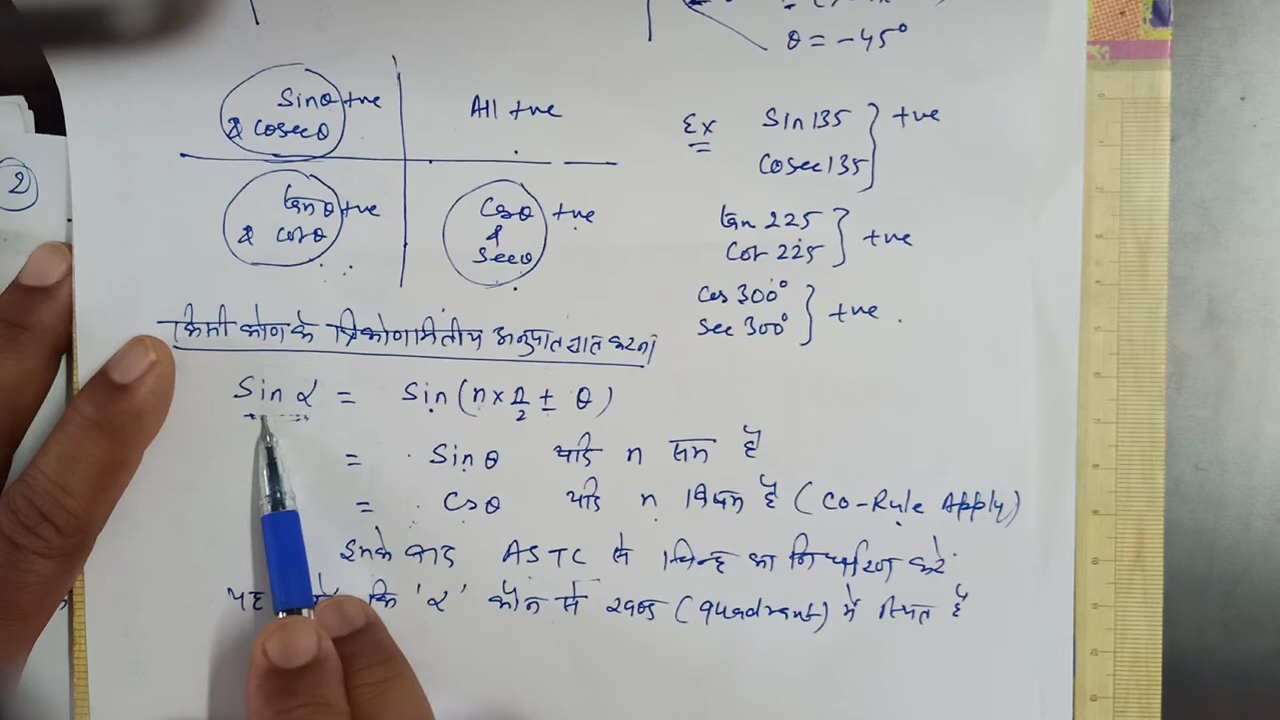 θ = -45°
Sinθ +ve
& Cosecθ
All +ve
tanθ +ve
& cotθ
Cosθ +ve
&
Secθ
Ex Sin 135 +ve
Cosec 135
tan 225 +ve
Cot 225
Cos 300° +ve
Sec 300°
2
किसी कोण के त्रिकोणमितीय अनुपात ज्ञात करना
Sin α = Sin (n × π/2 ± θ)
= Sinθ यदि n सम है
= Cosθ यदि n विषम है (Co-Rule Apply)
इसके बाद ASTC से चिन्ह का निर्धारण करे
यह कि 'α' कौन से खण्ड (quadrant) में स्थित है